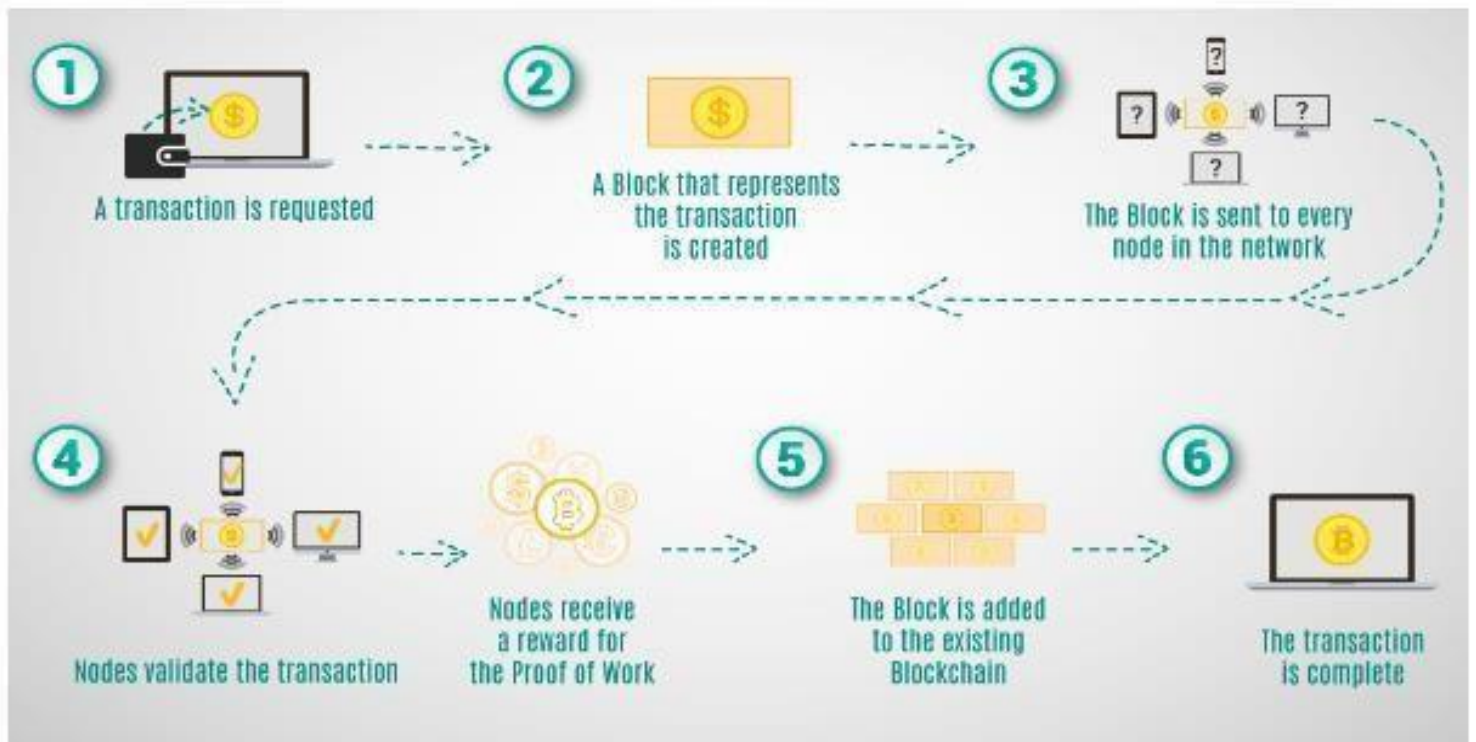 1
A transaction is requested
2
A Block that represents
the transaction
is created
3
?
?
?
?
The Block is sent to every
node in the network
4
Nodes validate the transaction
Nodes receive
a reward for
the Proof of Work
5
The Block is added
to the existing
Blockchain
6
The transaction
is complete